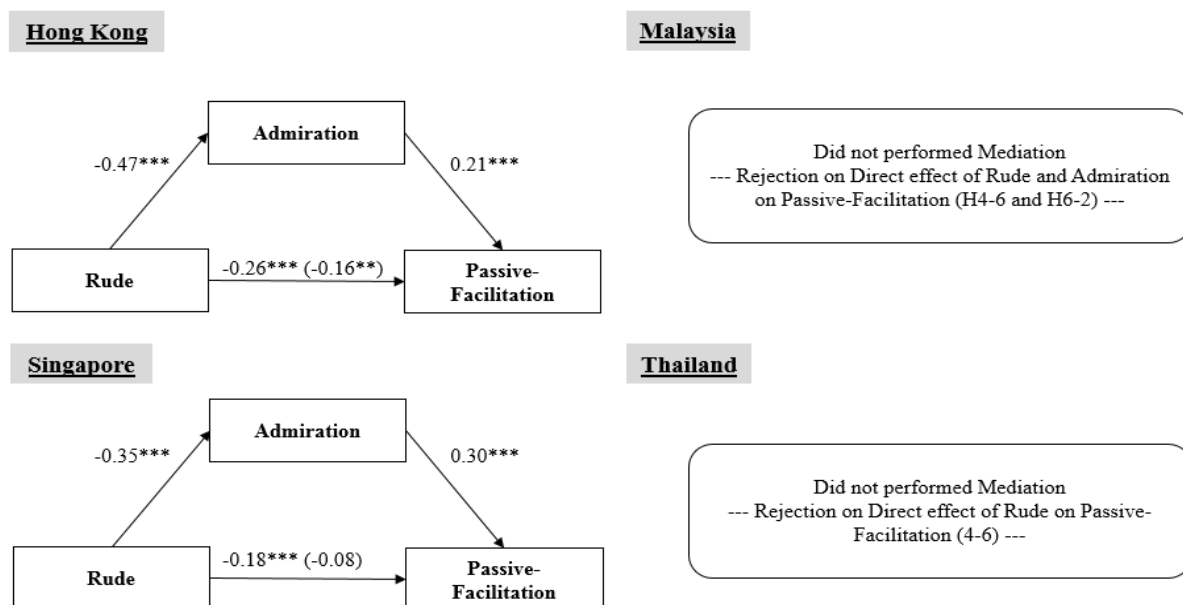 Hong Kong
Admiration
-0.47***
0.21***
Rude
-0.26*** (-0.16**)
Passive-
Facilitation
Malaysia
Did not performed Mediation
--- Rejection on Direct effect of Rude and Admiration
on Passive-Facilitation (H4-6 and H6-2) ---
Singapore
Admiration
-0.35***
0.30***
Rude
-0.18*** (-0.08)
Passive-
Facilitation
Thailand
Did not performed Mediation
--- Rejection on Direct effect of Rude on Passive-
Facilitation (4-6) ---